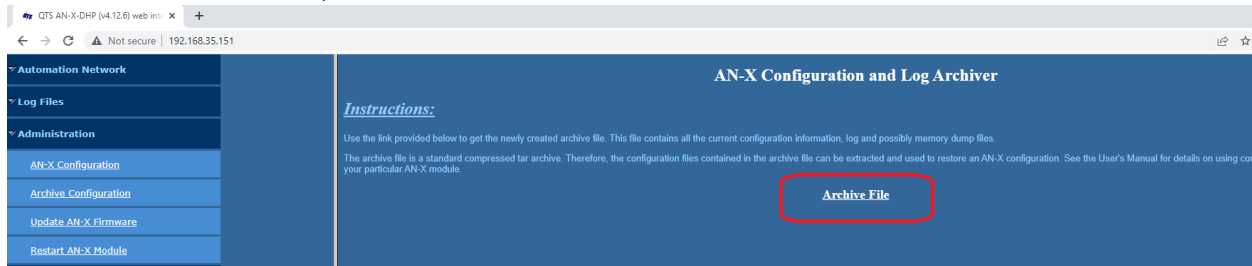 QTS AN-X-DHP (v4.12.6) web int
Not secure | 192.168.35.151
Automation Network
Log Files
Administration
AN-X Configuration
Archive Configuration
Update AN-X Firmware
Restart AN-X Module
AN-X Configuration and Log Archiver
Instructions:
Use the link provided below to get the newly created archive file. This file contains all the current configuration information, log and possibly memory dump files.
The archive file is a standard compressed tar archive. Therefore, the configuration files contained in the archive file can be extracted and used to restore an AN-X configuration. See the User's Manual for details on using co
your particular AN-X module.
Archive File